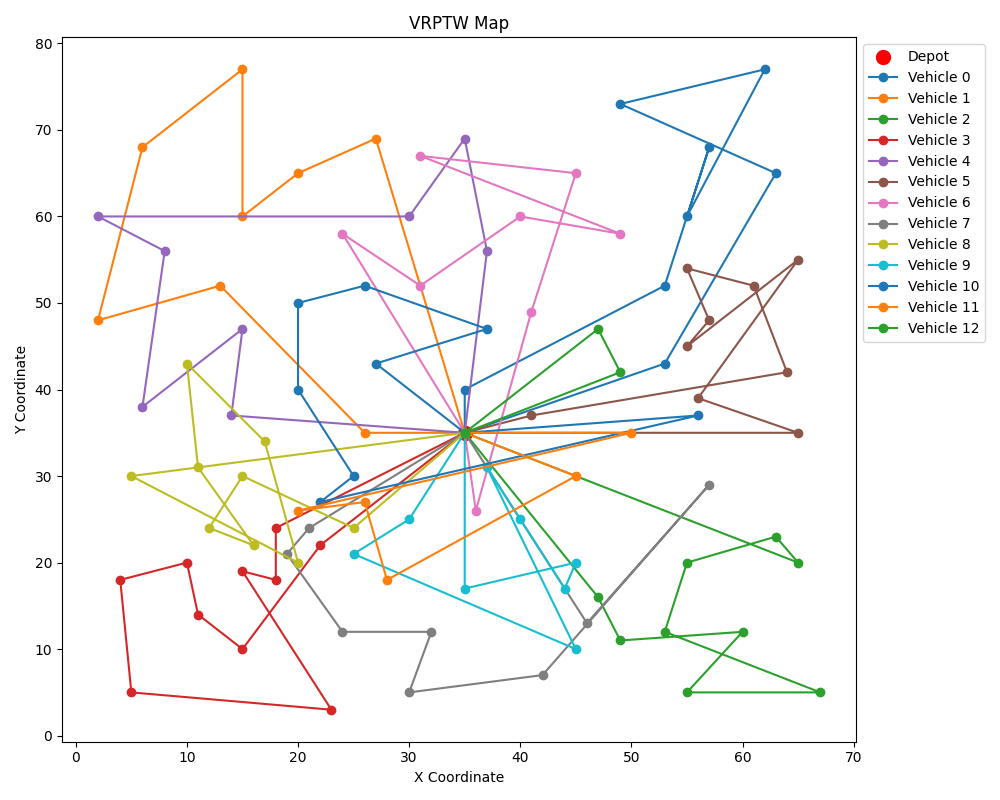 VRPTW Map
Y Coordinate
80
70
60
50
40
30
20
10
0
0 10 20 30 40 50 60 70
X Coordinate
Depot
Vehicle 0
Vehicle 1
Vehicle 2
Vehicle 3
Vehicle 4
Vehicle 5
Vehicle 6
Vehicle 7
Vehicle 8
Vehicle 9
Vehicle 10
Vehicle 11
Vehicle 12